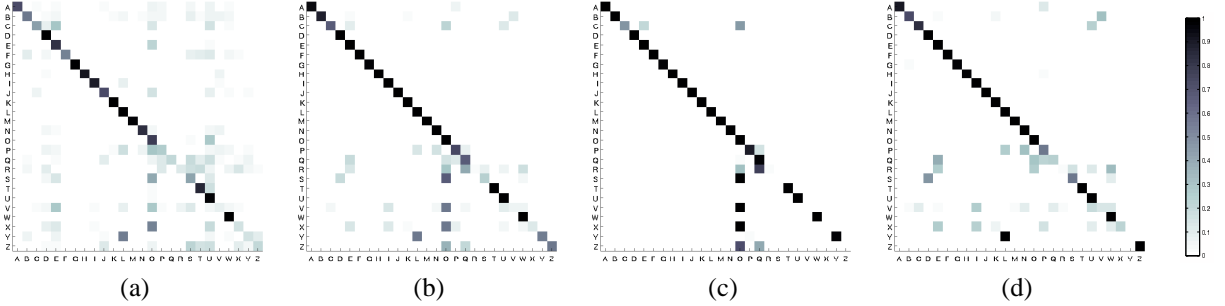 A A A A 1
B B B B
C C C C 0.9
D D D D
E E E E 0.8
F F F F
G G G G
H H H H 0.7
I I I I
J J J J 0.6
K K K K
L L L L
M M M M 0.5
N N N N
O O O O 0.4
P P P P
Q Q Q Q
R R R R 0.3
S S S S
T T T T 0.2
U U U U
V V V V
W W W W 0.1
X X X X
Y Y Y Y
Z Z Z Z 0
A B C D E F G H I J K L M N O P Q R S T U V W X Y Z A B C D E F G H I J K L M N O P Q R S T U V W X Y Z A B C D E F G H I J K L M N O P Q R S T U V W X Y Z A B C D E F G H I J K L M N O P Q R S T U V W X Y Z
(a) (b) (c) (d)